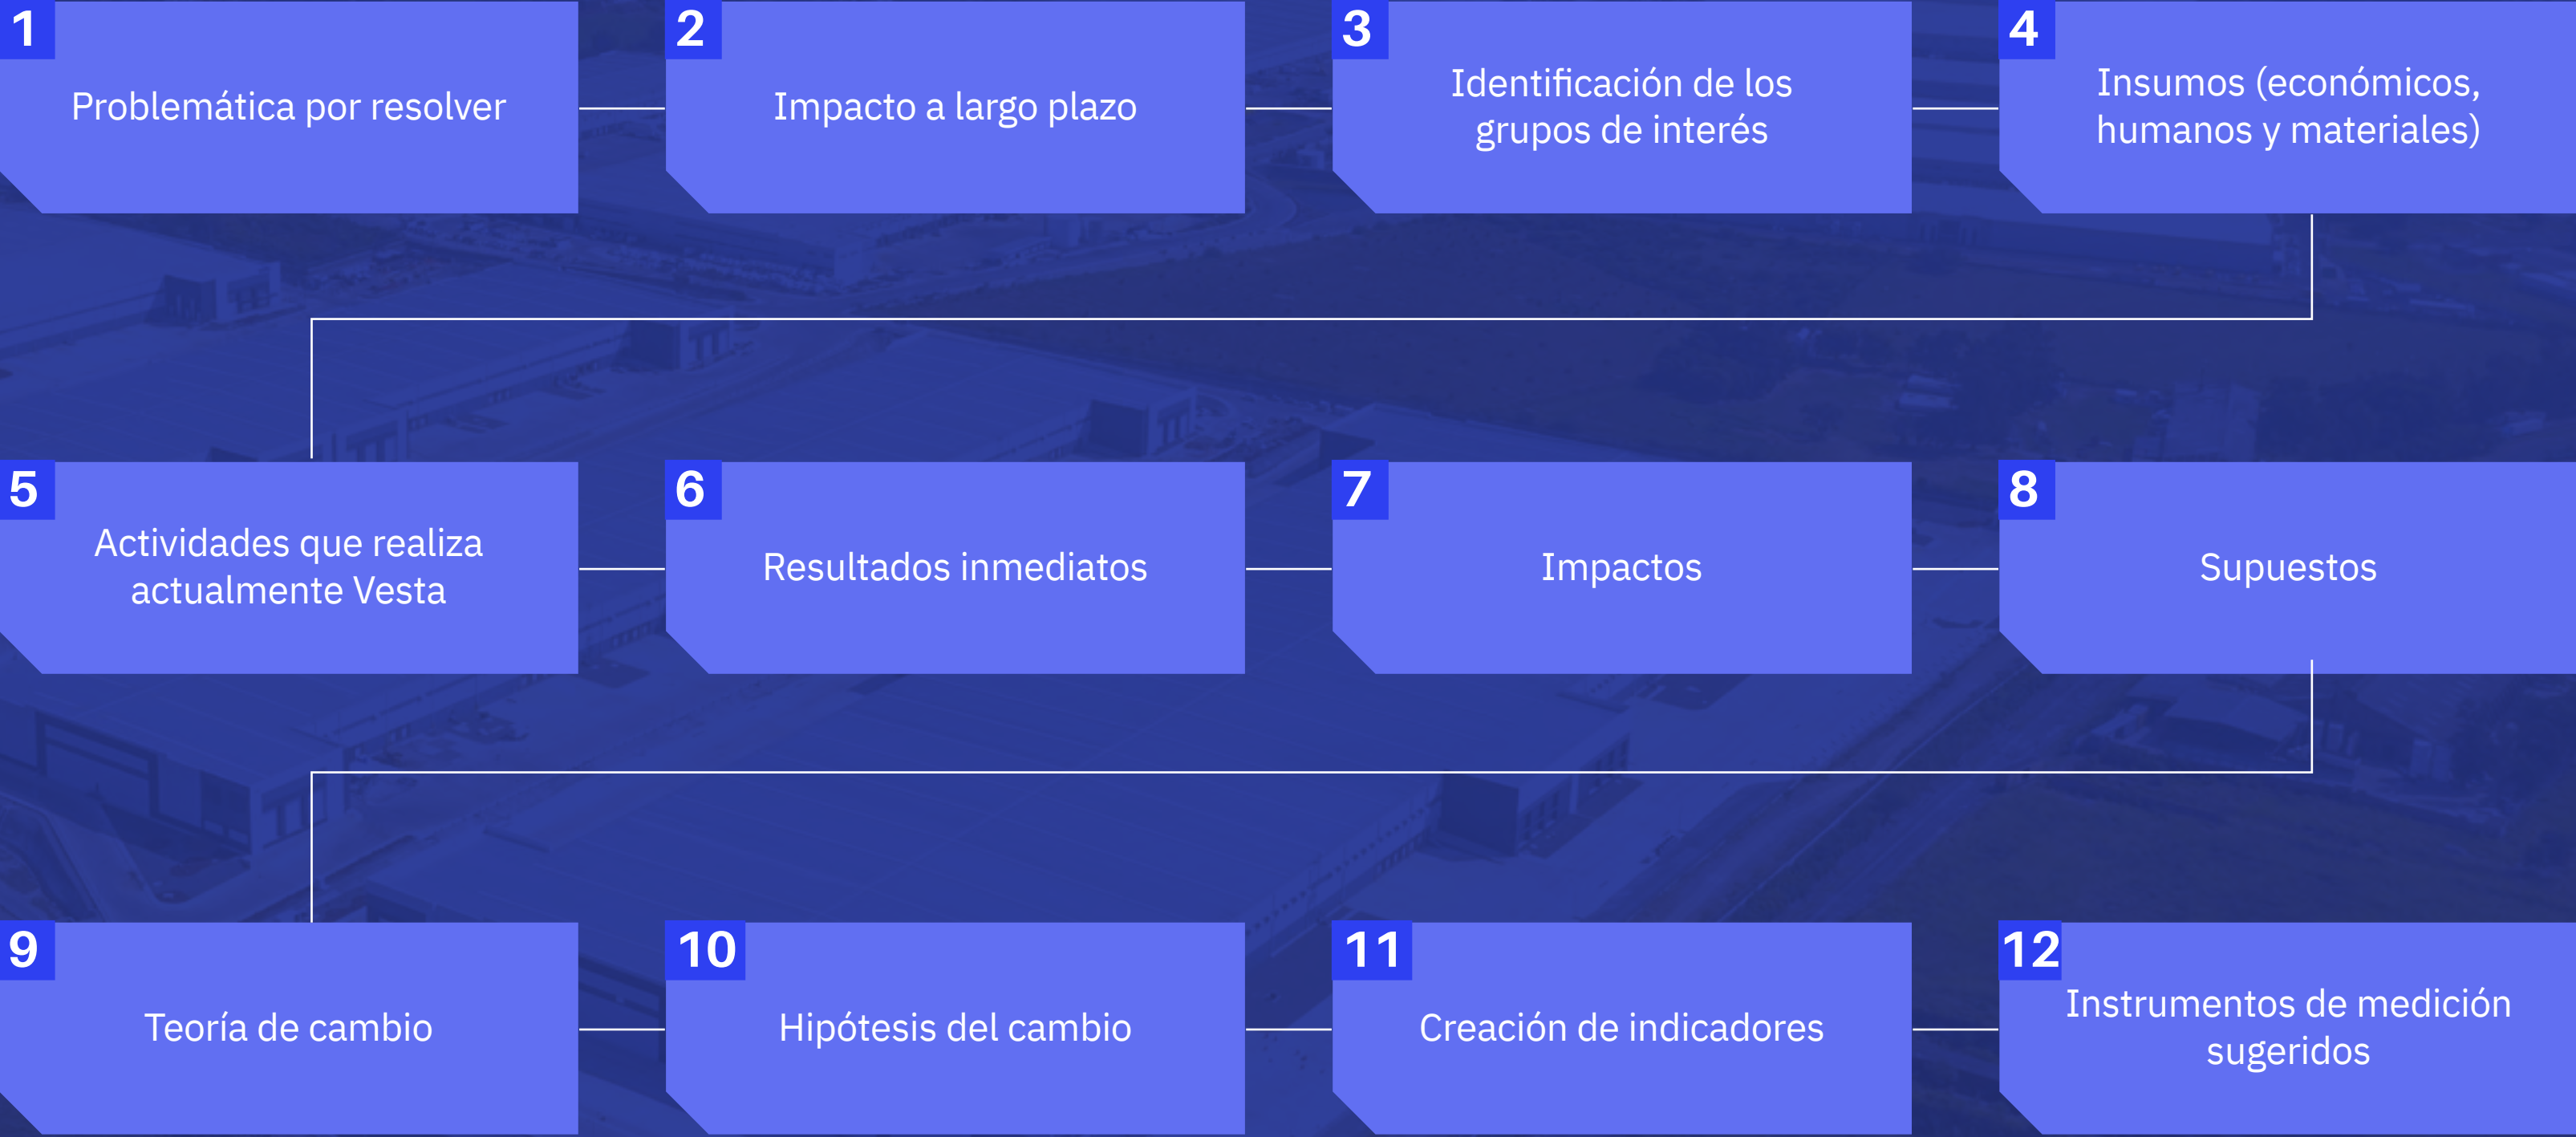 1
Problemática por resolver
2
Impacto a largo plazo
3
Identificación de los
grupos de interés
4
Insumos (económicos,
humanos y materiales)
5
Actividades que realiza
actualmente Vesta
6
Resultados inmediatos
7
Impactos
8
Supuestos
9
Teoría de cambio
10
Hipótesis del cambio
11
Creación de indicadores
12
Instrumentos de medición
sugeridos